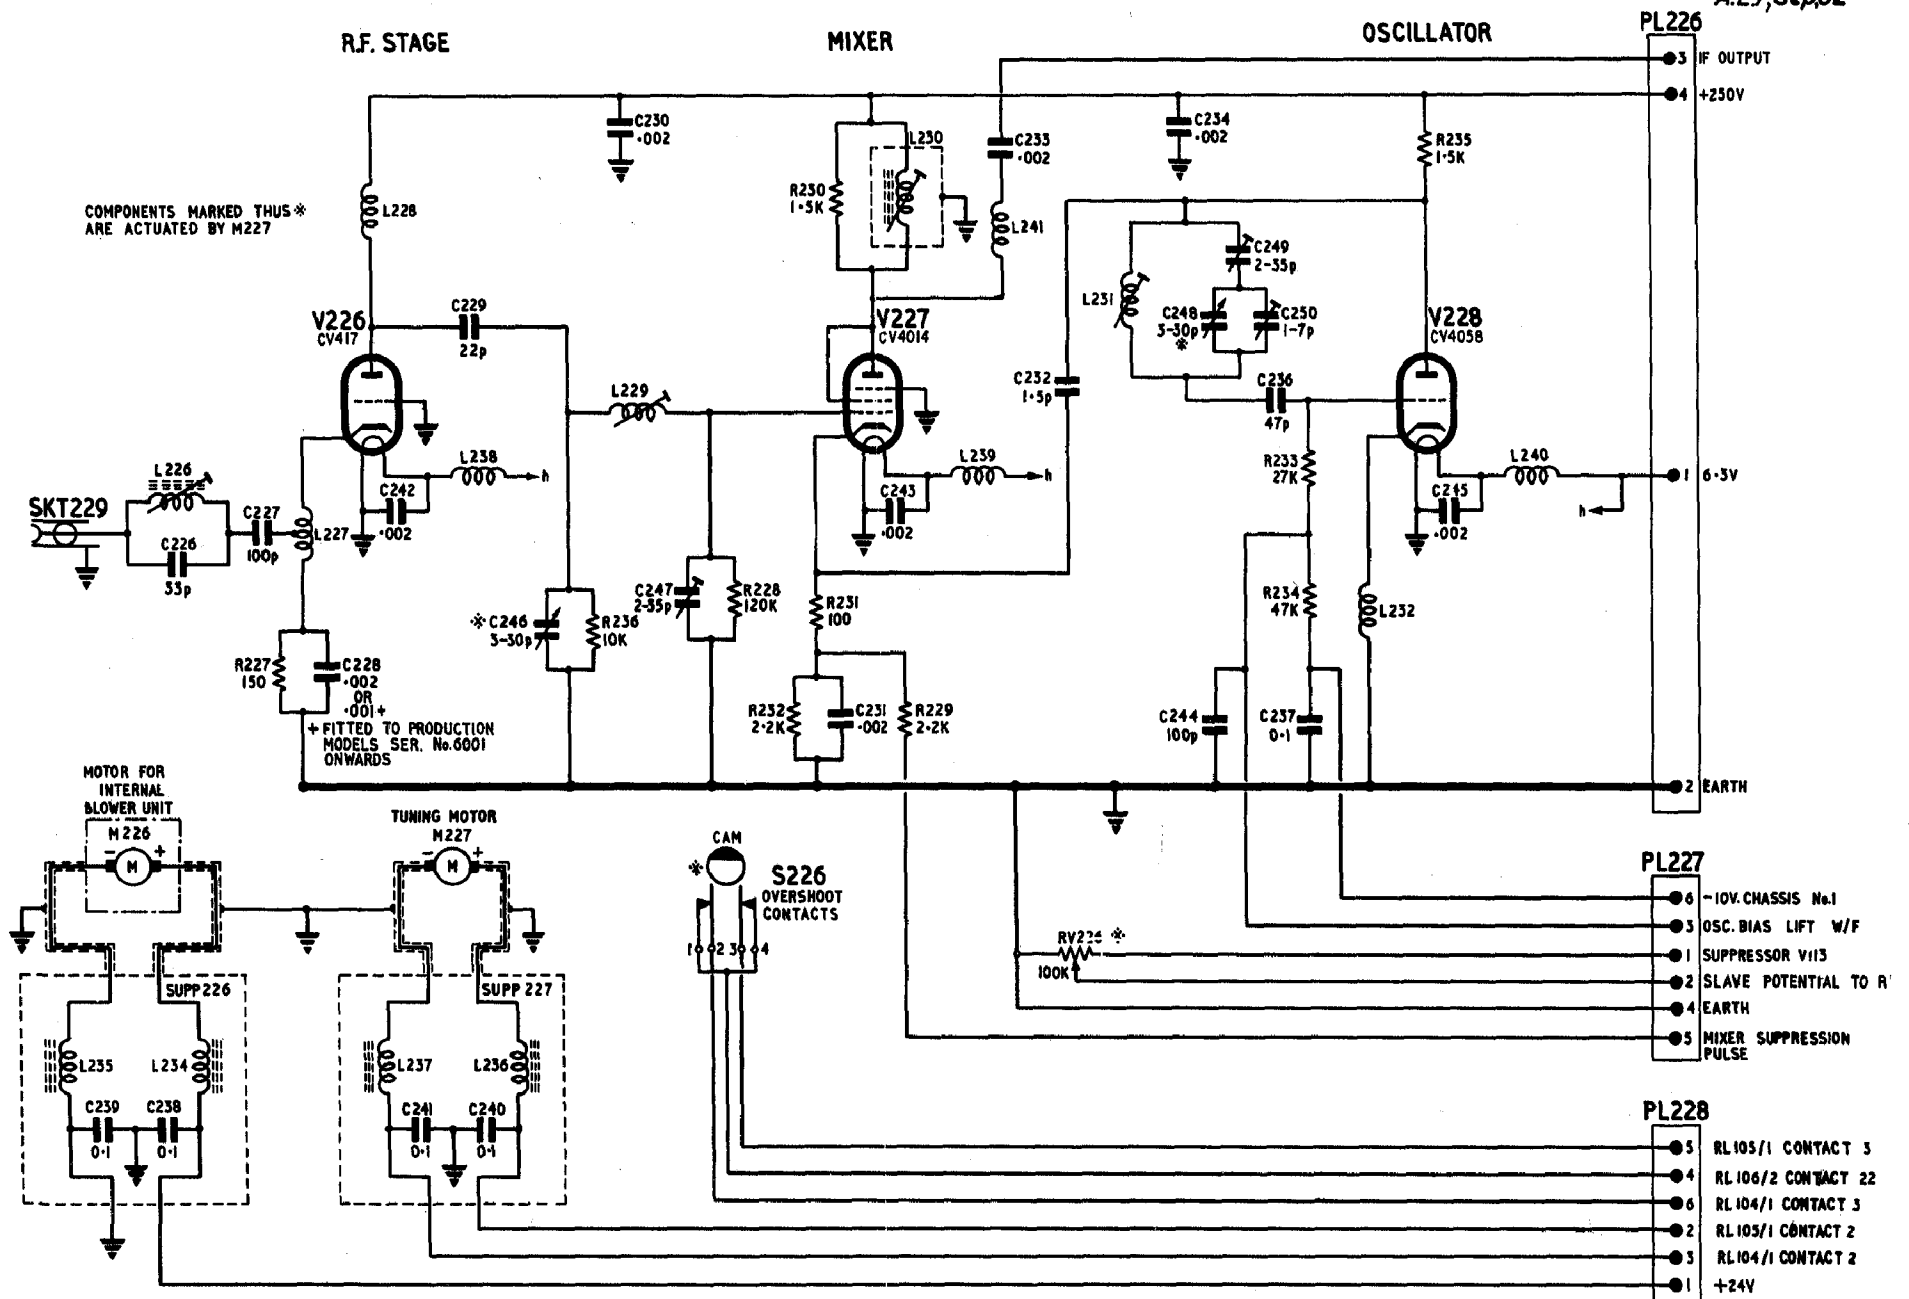 R.F. STAGE
MIXER
OSCILLATOR
PL226
3 IF OUTPUT
4 +250V
C230
.002
L230
C233
.002
C234
.002
R235
1.5K
R230
1.5K
COMPONENTS MARKED THUS ※
ARE ACTUATED BY M227
L228
L241
C249
2-35p
L231
C248
3-30p
※
C250
1-7p
V226
CV417
C229
22p
V227
CV4014
V228
CV4058
L229
C232
1.5p
C236
47p
L226
L238
h
L239
h
R233
27K
L240
1 6.3V
SKT229
C242
.002
C243
.002
C245
.002
h
C227
100p
L227
C226
33p
※ C246
3-30p
R236
10K
C247
2-35p
R228
120K
R231
100
R234
47K
L232
R227
150
C228
.002
OR
.001+
+ FITTED TO PRODUCTION
MODELS SER. No.6001
ONWARDS
R232
2.2K
C231
.002
R229
2.2K
C244
100p
C237
0.1
2 EARTH
MOTOR FOR
INTERNAL
BLOWER UNIT
M226
- M +
TUNING MOTOR
M227
- M +
CAM
※
S226
OVERSHOOT
CONTACTS
1 2 3 4
PL227
6 -10V. CHASSIS No.1
3 OSC. BIAS LIFT W/F
RV226 ※
100K
1 SUPPRESSOR V113
2 SLAVE POTENTIAL TO R
4 EARTH
5 MIXER SUPPRESSION
PULSE
SUPP 226
SUPP 227
L235
L234
L237
L236
C239
0.1
C238
0.1
C241
0.1
C240
0.1
PL228
5 RL105/1 CONTACT 3
4 RL106/2 CONTACT 22
6 RL104/1 CONTACT 3
2 RL105/1 CONTACT 2
3 RL104/1 CONTACT 2
1 +24V